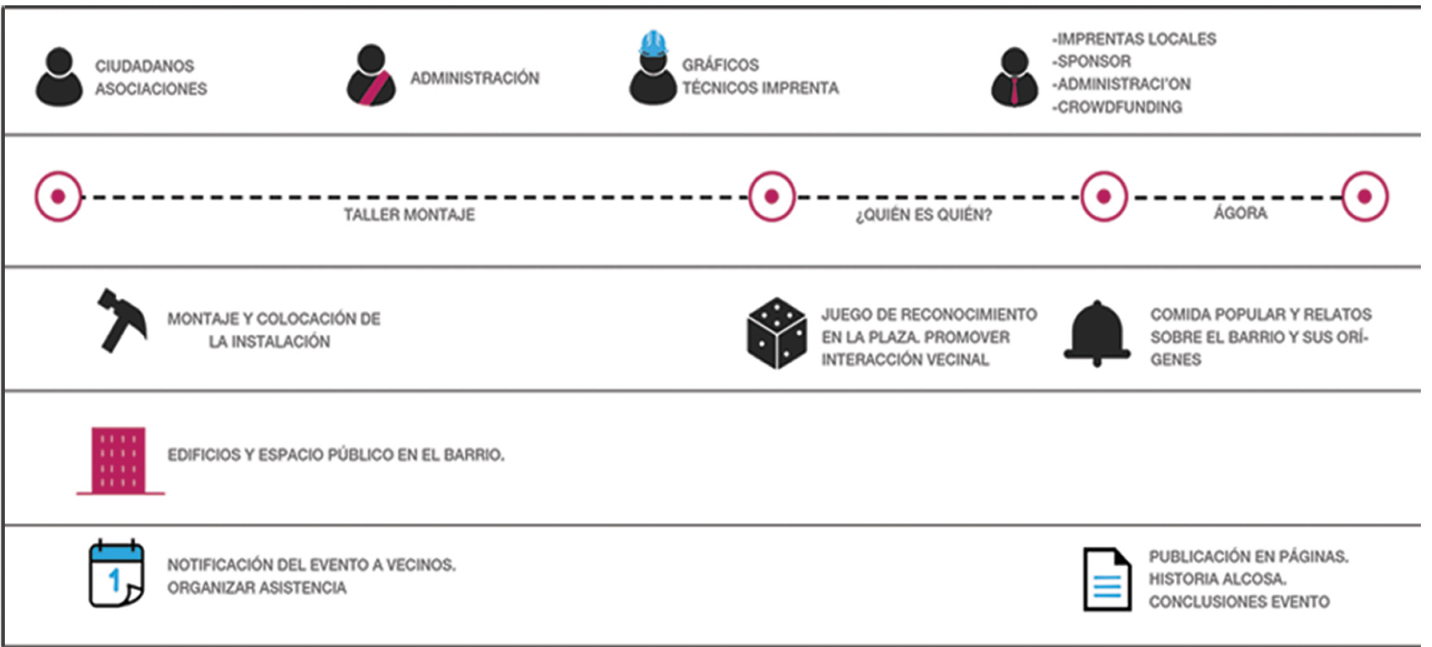 CIUDADANOS
ASOCIACIONES
ADMINISTRACIÓN
GRÁFICOS
TÉCNICOS IMPRENTA
-IMPRENTAS LOCALES
-SPONSOR
-ADMINISTRACI'ON
-CROWDFUNDING
TALLER MONTAJE
¿QUIÉN ES QUIÉN?
ÁGORA
MONTAJE Y COLOCACIÓN DE
LA INSTALACIÓN
JUEGO DE RECONOCIMIENTO
EN LA PLAZA. PROMOVER
INTERACCIÓN VECINAL
COMIDA POPULAR Y RELATOS
SOBRE EL BARRIO Y SUS ORÍ-
GENES
EDIFICIOS Y ESPACIO PÚBLICO EN EL BARRIO.
1
NOTIFICACIÓN DEL EVENTO A VECINOS.
ORGANIZAR ASISTENCIA
PUBLICACIÓN EN PÁGINAS.
HISTORIA ALCOSA.
CONCLUSIONES EVENTO